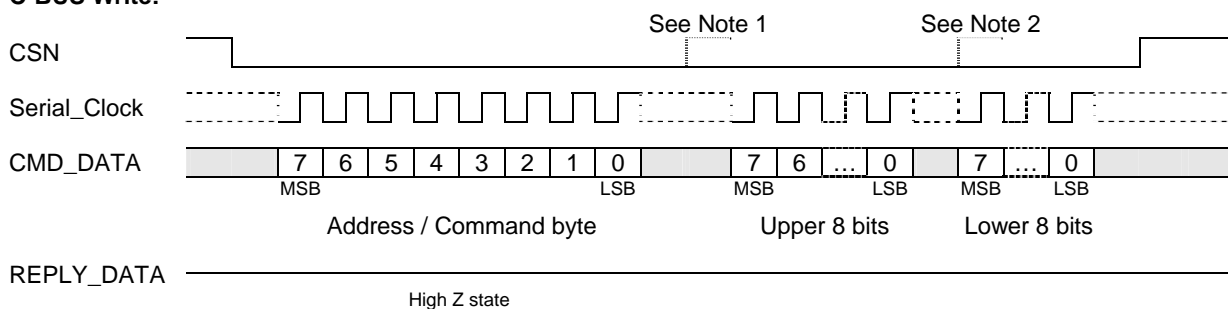 C-BUS Write:
See Note 1 See Note 2
CSN
Serial_Clock
CMD_DATA 7 6 5 4 3 2 1 0 7 6 … 0 7 … 0
MSB LSB MSB LSB MSB LSB
Address / Command byte Upper 8 bits Lower 8 bits
REPLY_DATA
High Z state